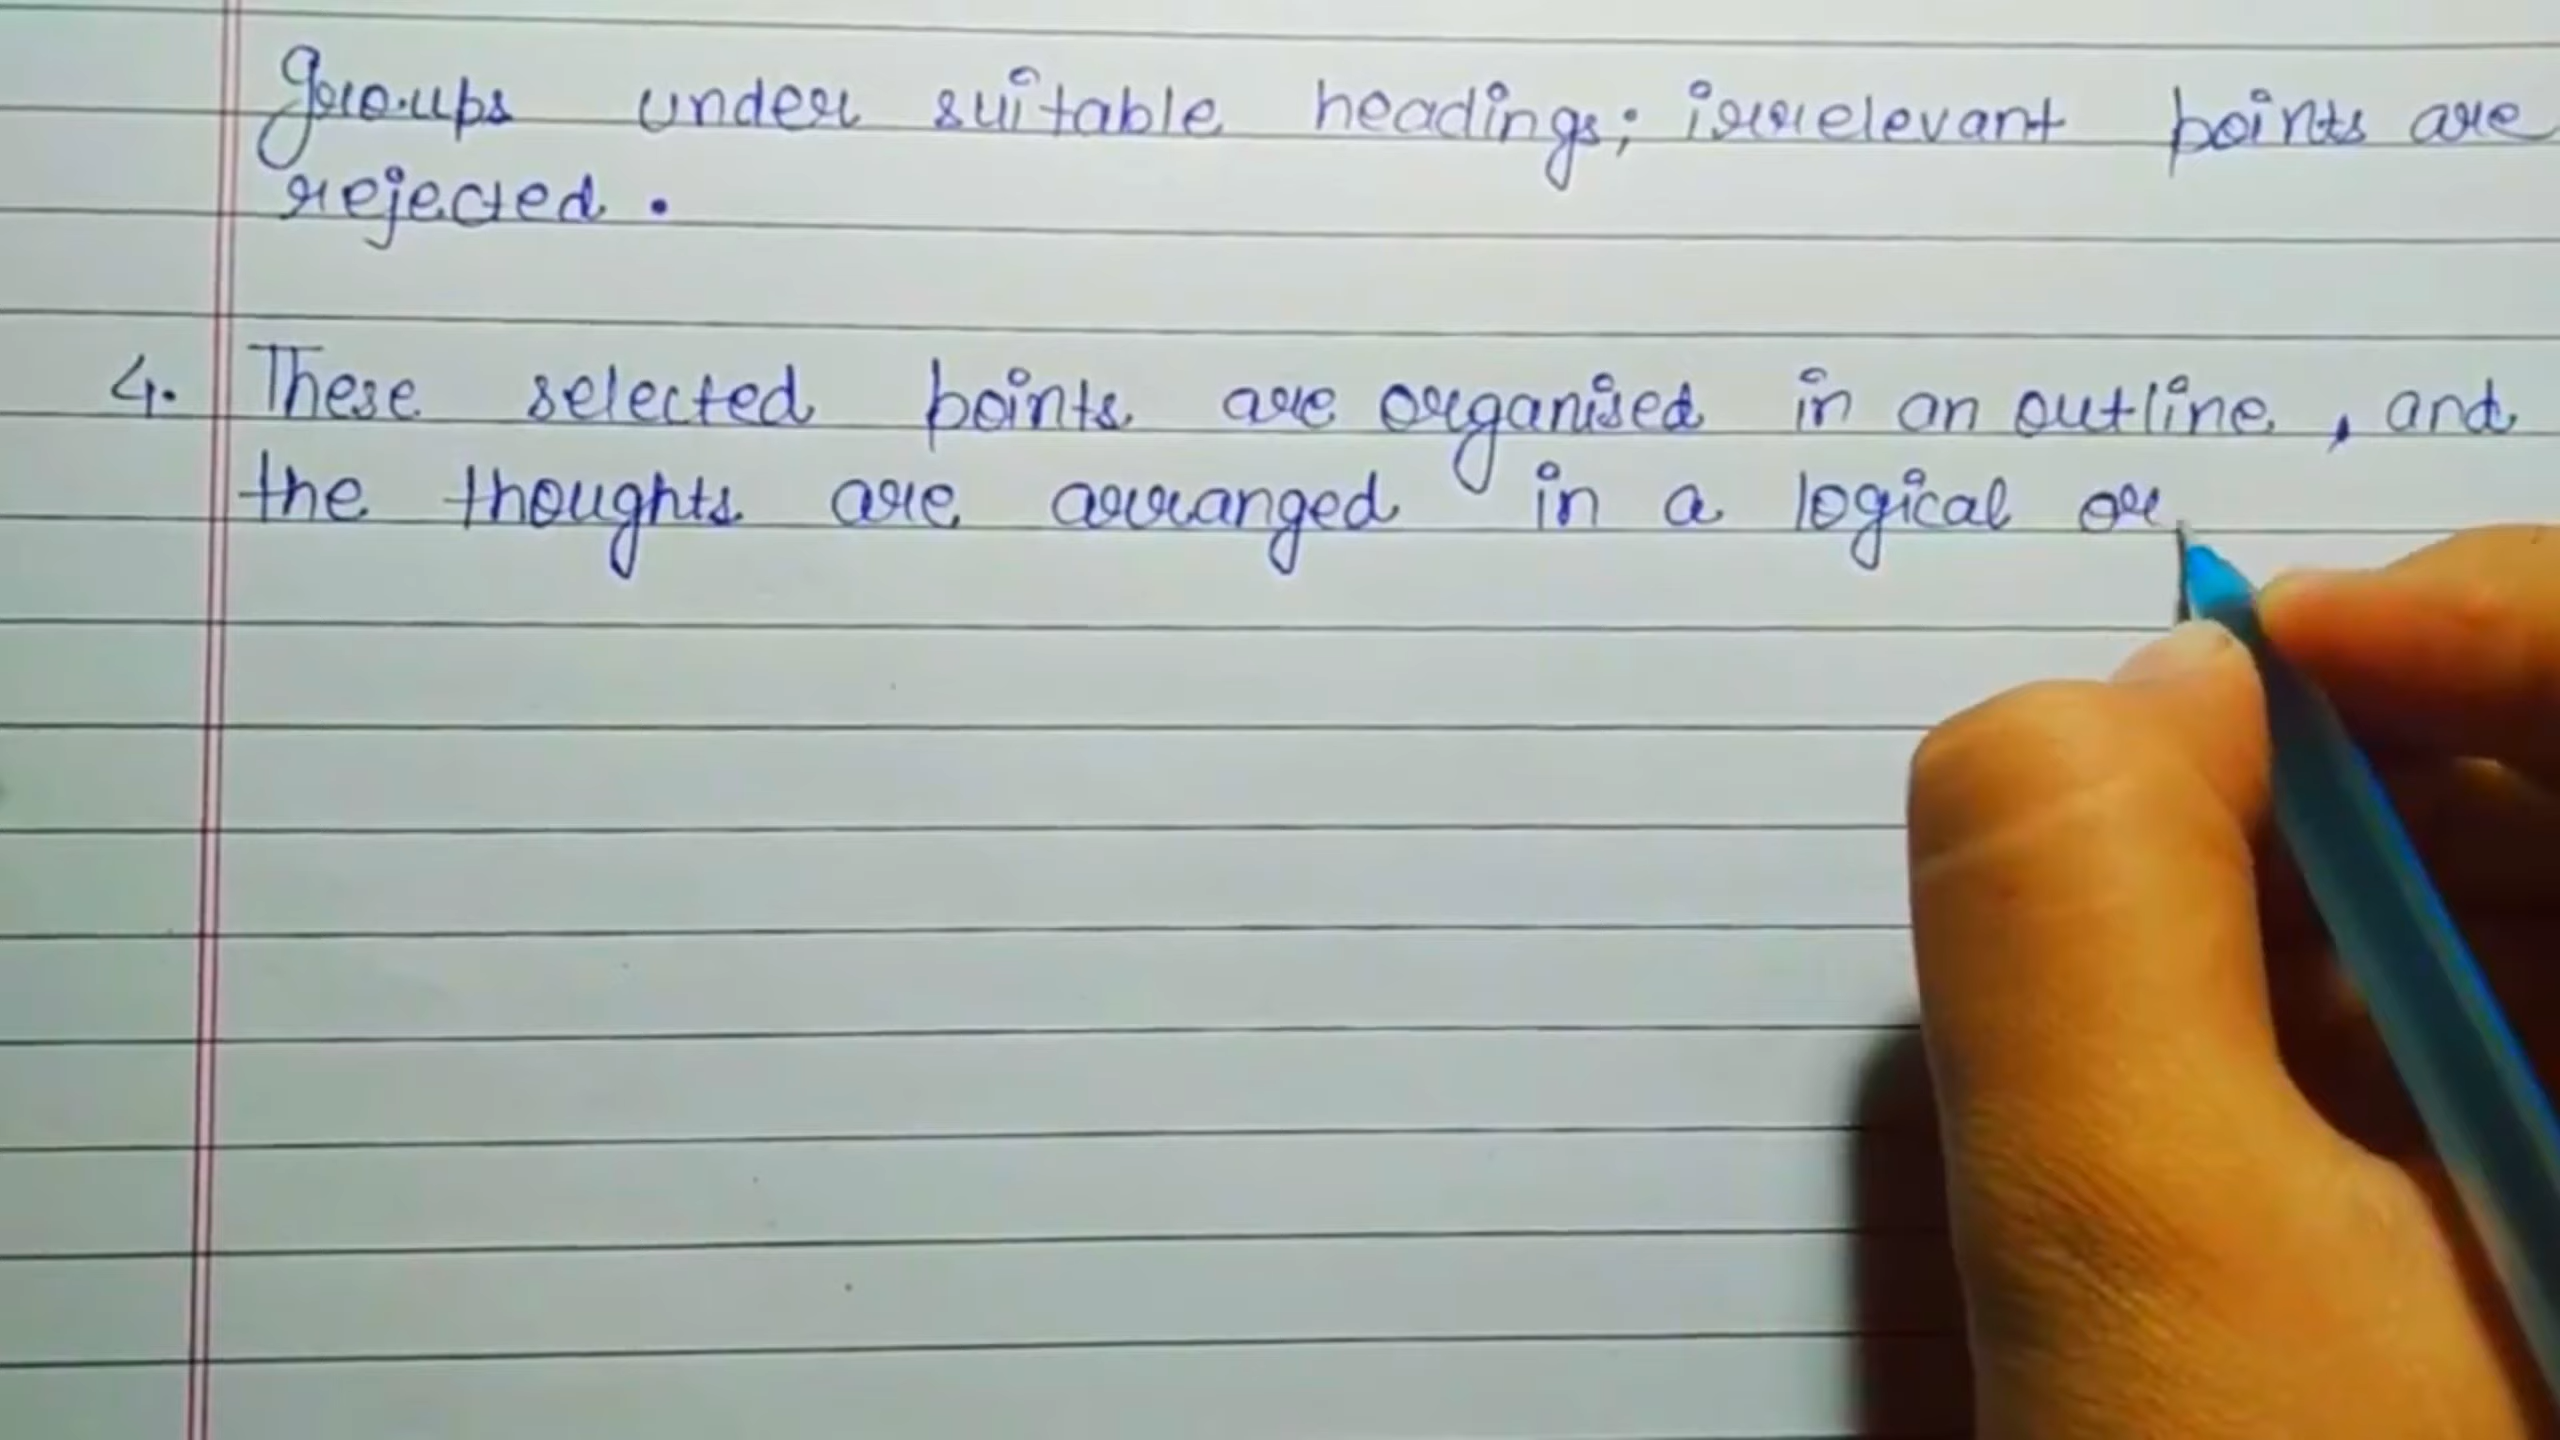 groups under suitable headings; irrelevant points are
rejected.
4. These selected points are organised in an outline, and
the thoughts are arranged in a logical or